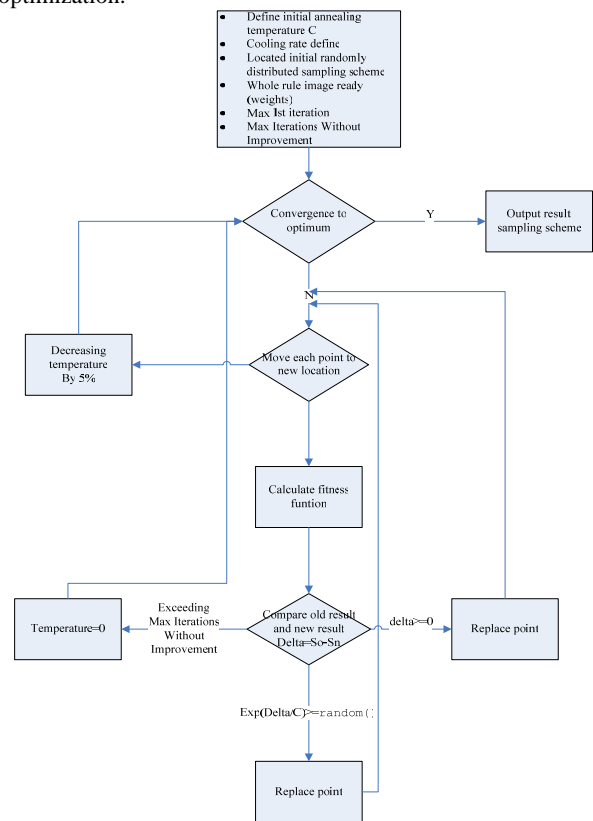 optimization.
• Define initial annealing
temperature C
• Cooling rate define
• Located initial randomly
distributed sampling scheme
• Whole rule image ready
(weights)
• Max 1st iteration
• Max Iterations Without
Improvement
Convergence to
optimum
Y
Output result
sampling scheme
N
Decreasing
temperature
By 5%
Move each point to
new location
Calculate fitness
funtion
Temperature=0
Exceeding
Max Iterations
Without
Improvement
Compare old result
and new result
Delta=So-Sn
delta>=0
Replace point
Exp(Delta/C)>=random()
Replace point